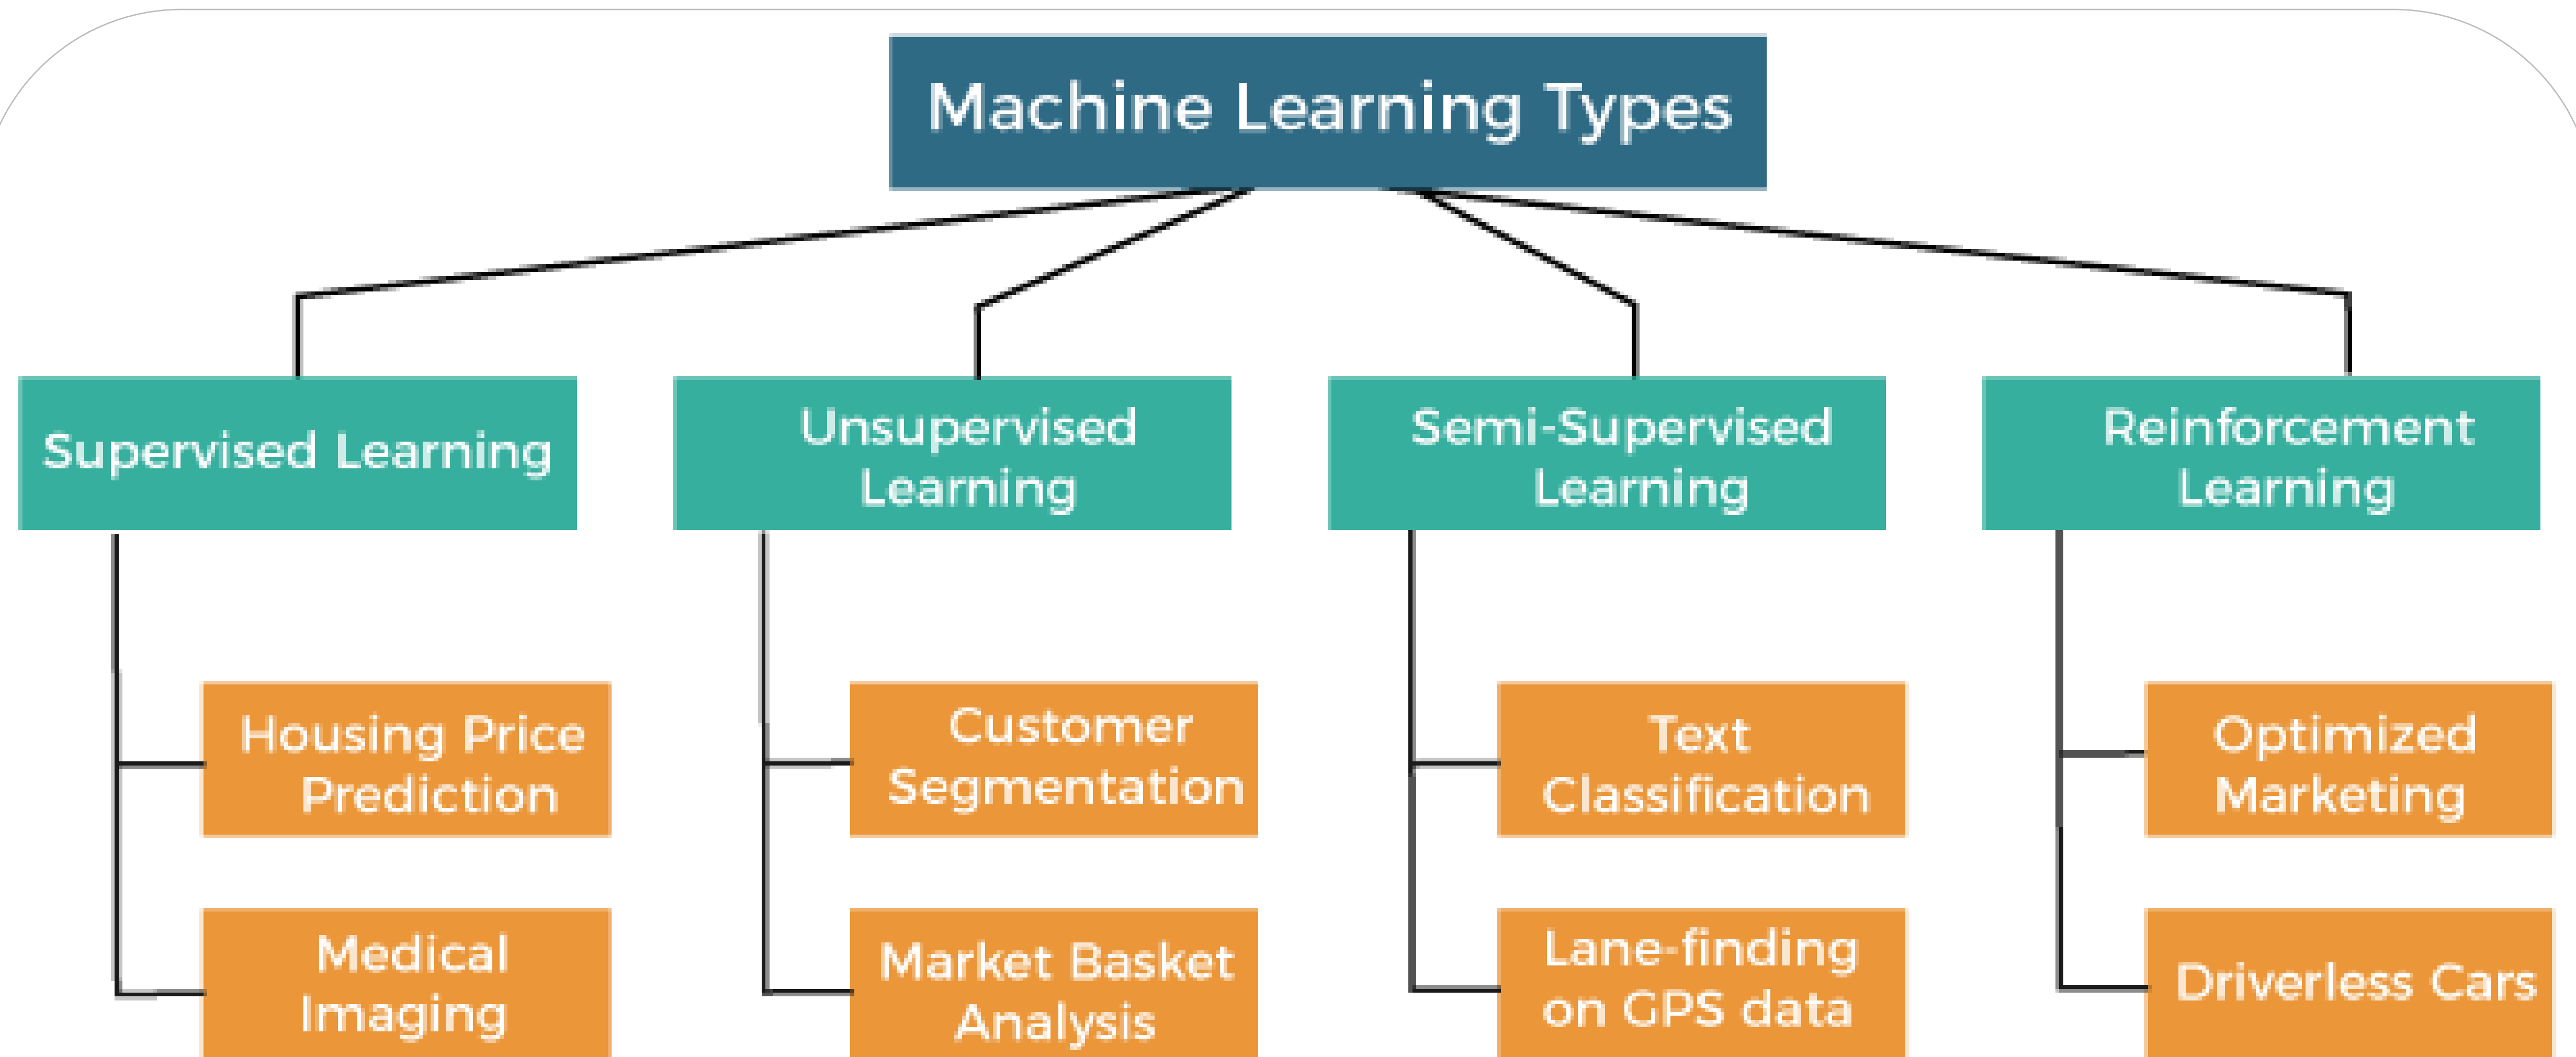 Machine Learning Types
Supervised Learning
Unsupervised
Learning
Semi-Supervised
Learning
Reinforcement
Learning
Housing Price
Prediction
Customer
Segmentation
Text
Classification
Optimized
Marketing
Medical
Imaging
Market Basket
Analysis
Lane-finding
on GPS data
Driverless Cars